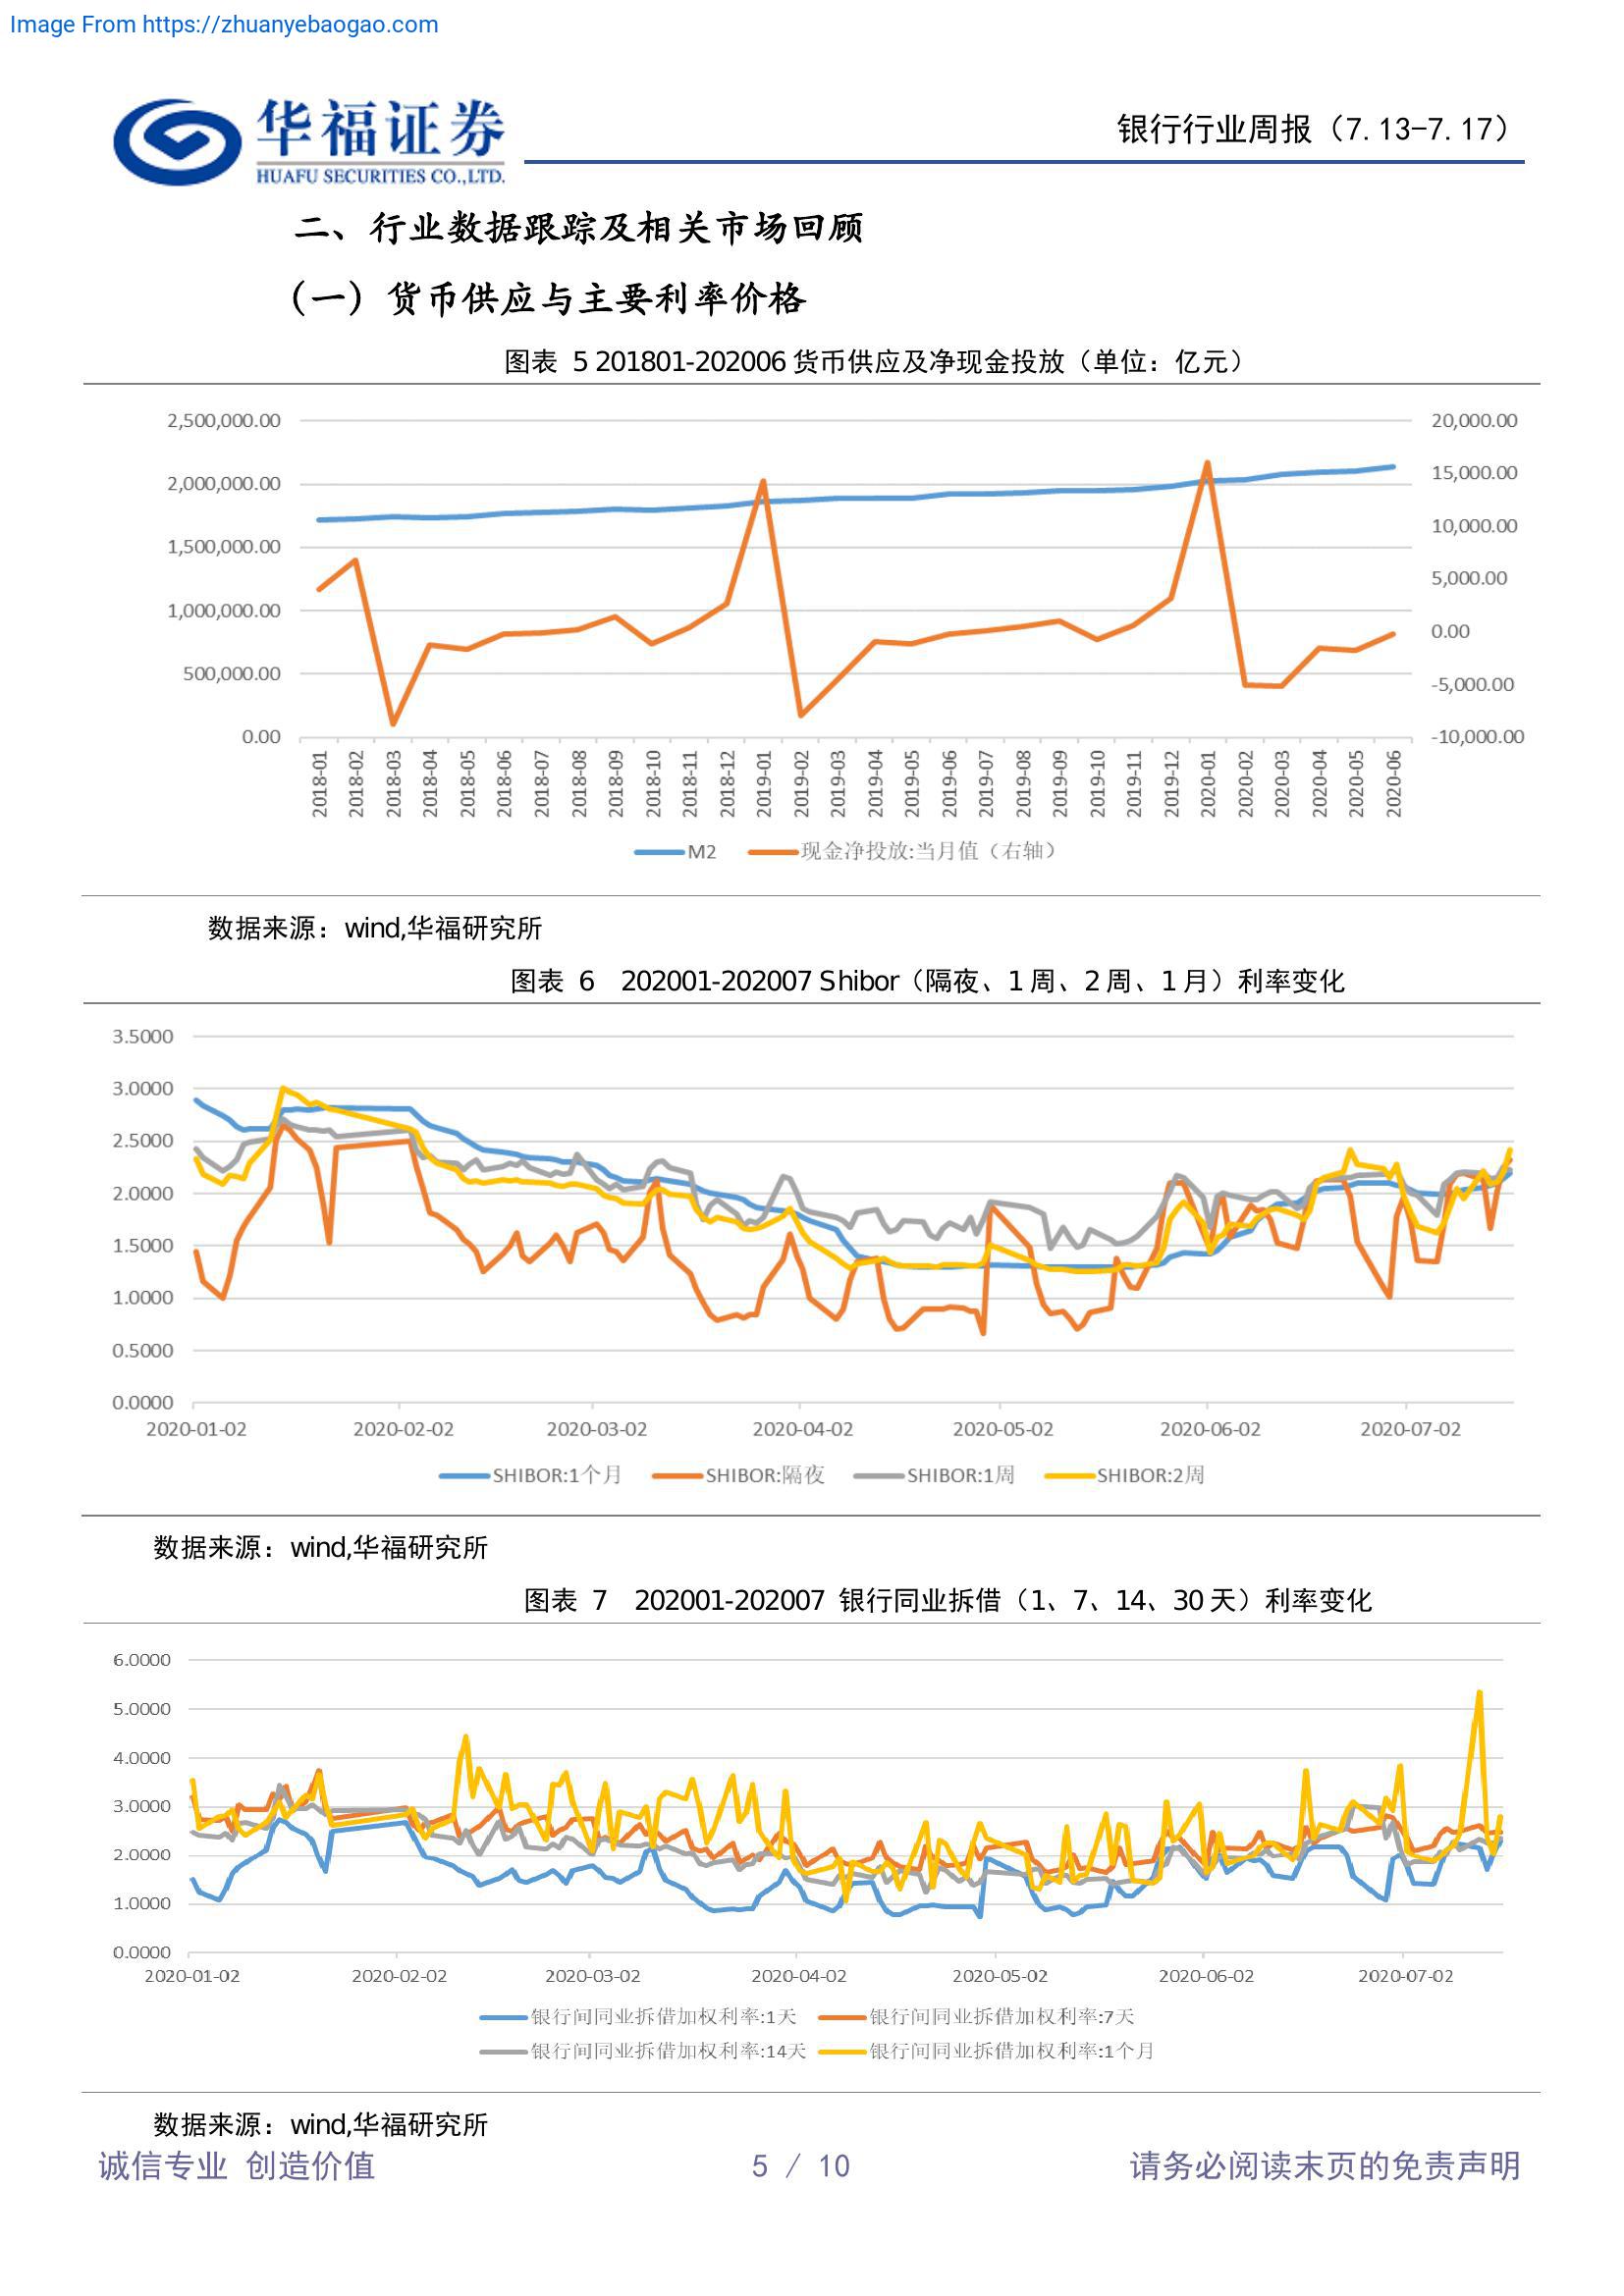 Image From https://zhuanyebaogao.com
华福证券
HUAFU SECURITIES CO.,LTD.
银行行业周报（7.13-7.17）
二、行业数据跟踪及相关市场回顾
（一）货币供应与主要利率价格
图表 5 201801-202006 货币供应及净现金投放（单位：亿元）
2,500,000.00 20,000.00
2,000,000.00 15,000.00
1,500,000.00 10,000.00
1,000,000.00 5,000.00
500,000.00 0.00
0.00 -5,000.00
-10,000.00
2018-01 2018-02 2018-03 2018-04 2018-05 2018-06 2018-07 2018-08 2018-09 2018-10 2018-11 2018-12 2019-01 2019-02 2019-03 2019-04 2019-05 2019-06 2019-07 2019-08 2019-09 2019-10 2019-11 2019-12 2020-01 2020-02 2020-03 2020-04 2020-05 2020-06
M2 现金净投放:当月值（右轴）
数据来源：wind,华福研究所
图表 6 202001-202007 Shibor（隔夜、1 周、2 周、1 月）利率变化
3.5000
3.0000
2.5000
2.0000
1.5000
1.0000
0.5000
0.0000
2020-01-02 2020-02-02 2020-03-02 2020-04-02 2020-05-02 2020-06-02 2020-07-02
SHIBOR:1个月 SHIBOR:隔夜 SHIBOR:1周 SHIBOR:2周
数据来源：wind,华福研究所
图表 7 202001-202007 银行同业拆借（1、7、14、30 天）利率变化
6.0000
5.0000
4.0000
3.0000
2.0000
1.0000
0.0000
2020-01-02 2020-02-02 2020-03-02 2020-04-02 2020-05-02 2020-06-02 2020-07-02
银行间同业拆借加权利率:1天 银行间同业拆借加权利率:7天
银行间同业拆借加权利率:14天 银行间同业拆借加权利率:1个月
数据来源：wind,华福研究所
诚信专业 创造价值 5 / 10 请务必阅读末页的免责声明